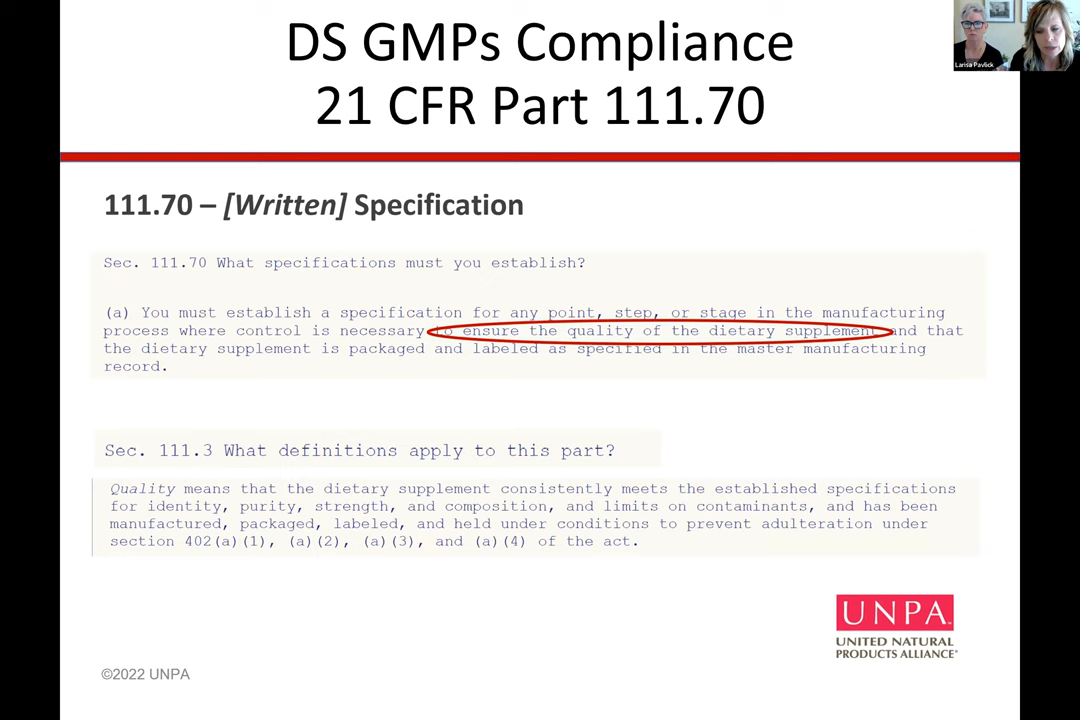 DS GMPs Compliance
21 CFR Part 111.70
Larisa Pavlick
111.70 – [Written] Specification
Sec. 111.70 What specifications must you establish?
(a) You must establish a specification for any point, step, or stage in the manufacturing
process where control is necessary to ensure the quality of the dietary supplement and that
the dietary supplement is packaged and labeled as specified in the master manufacturing
record.
Sec. 111.3 What definitions apply to this part?
Quality means that the dietary supplement consistently meets the established specifications
for identity, purity, strength, and composition, and limits on contaminants, and has been
manufactured, packaged, labeled, and held under conditions to prevent adulteration under
section 402(a)(1), (a)(2), (a)(3), and (a)(4) of the act.
UNPA
UNITED NATURAL
PRODUCTS ALLIANCE
©2022 UNPA